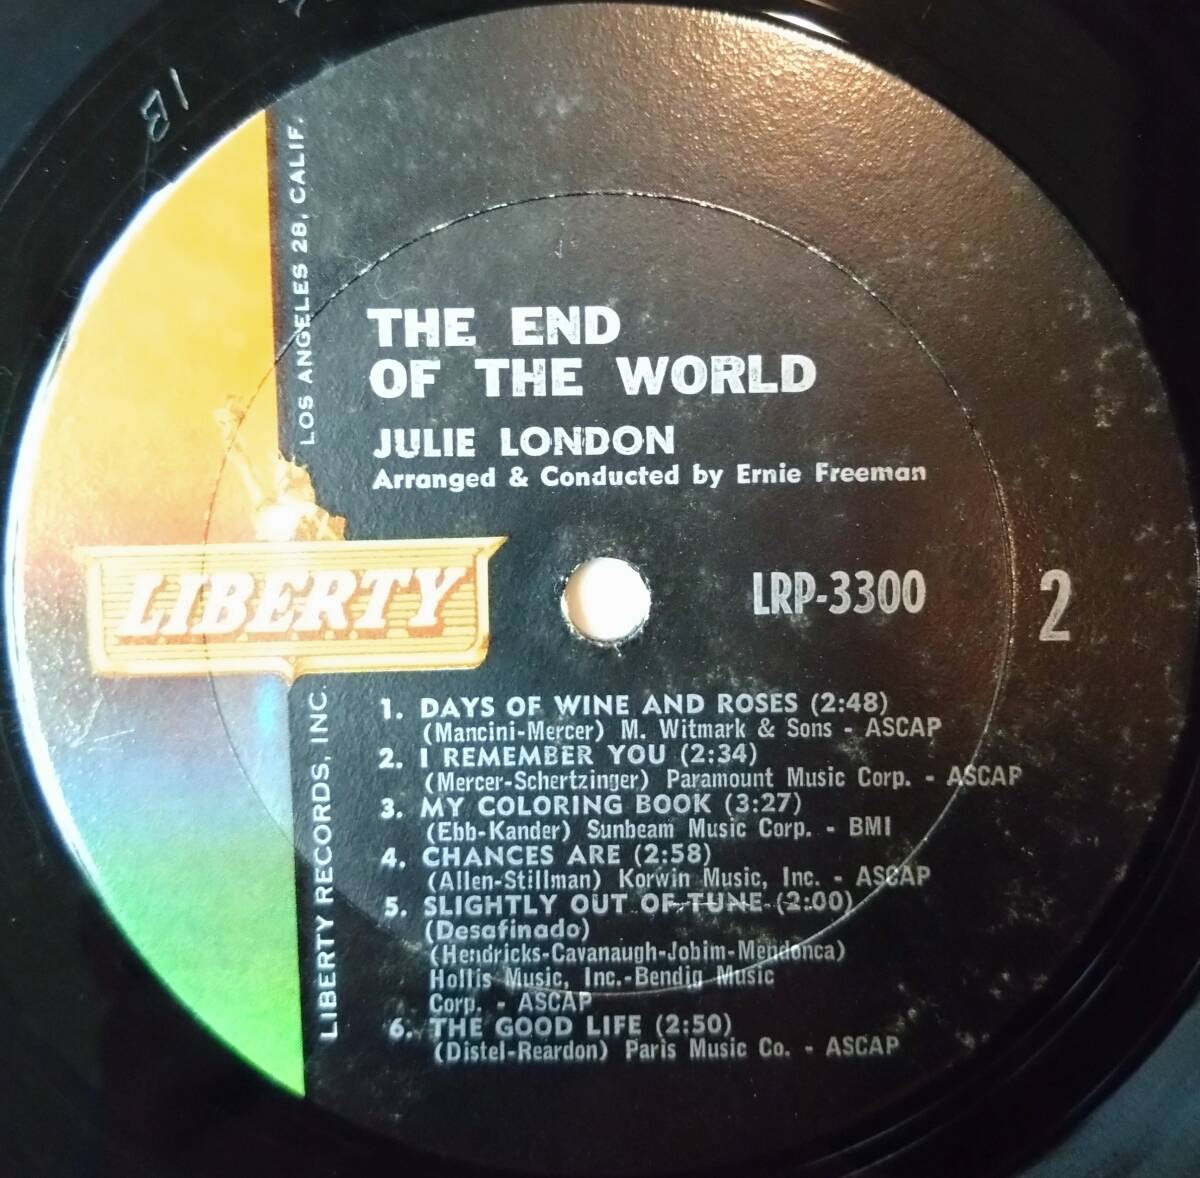 THE END
OF THE WORLD
JULIE LONDON
Arranged & Conducted by Ernie Freeman
LIBERTY
LRP-3300
2
1. DAYS OF WINE AND ROSES (2:48)
(Mancini-Mercer) M. Witmark & Sons - ASCAP
2. I REMEMBER YOU (2:34)
(Mercer-Schertzinger) Paramount Music Corp. - ASCAP
3. MY COLORING BOOK (3:27)
(Ebb-Kander) Sunbeam Music Corp. - BMI
4. CHANCES ARE (2:58)
(Allen-Stillman) Korwin Music, Inc. - ASCAP
5. SLIGHTLY OUT OF TUNE (2:00)
(Desafinado)
(Hendricks-Cavanaugh-Jobim-Mendonca)
Hollis Music, Inc.-Bendig Music
Corp. - ASCAP
6. THE GOOD LIFE (2:50)
(Distel-Reardon) Paris Music Co. - ASCAP
LIBERTY RECORDS, INC.
LOS ANGELES 28, CALIF.